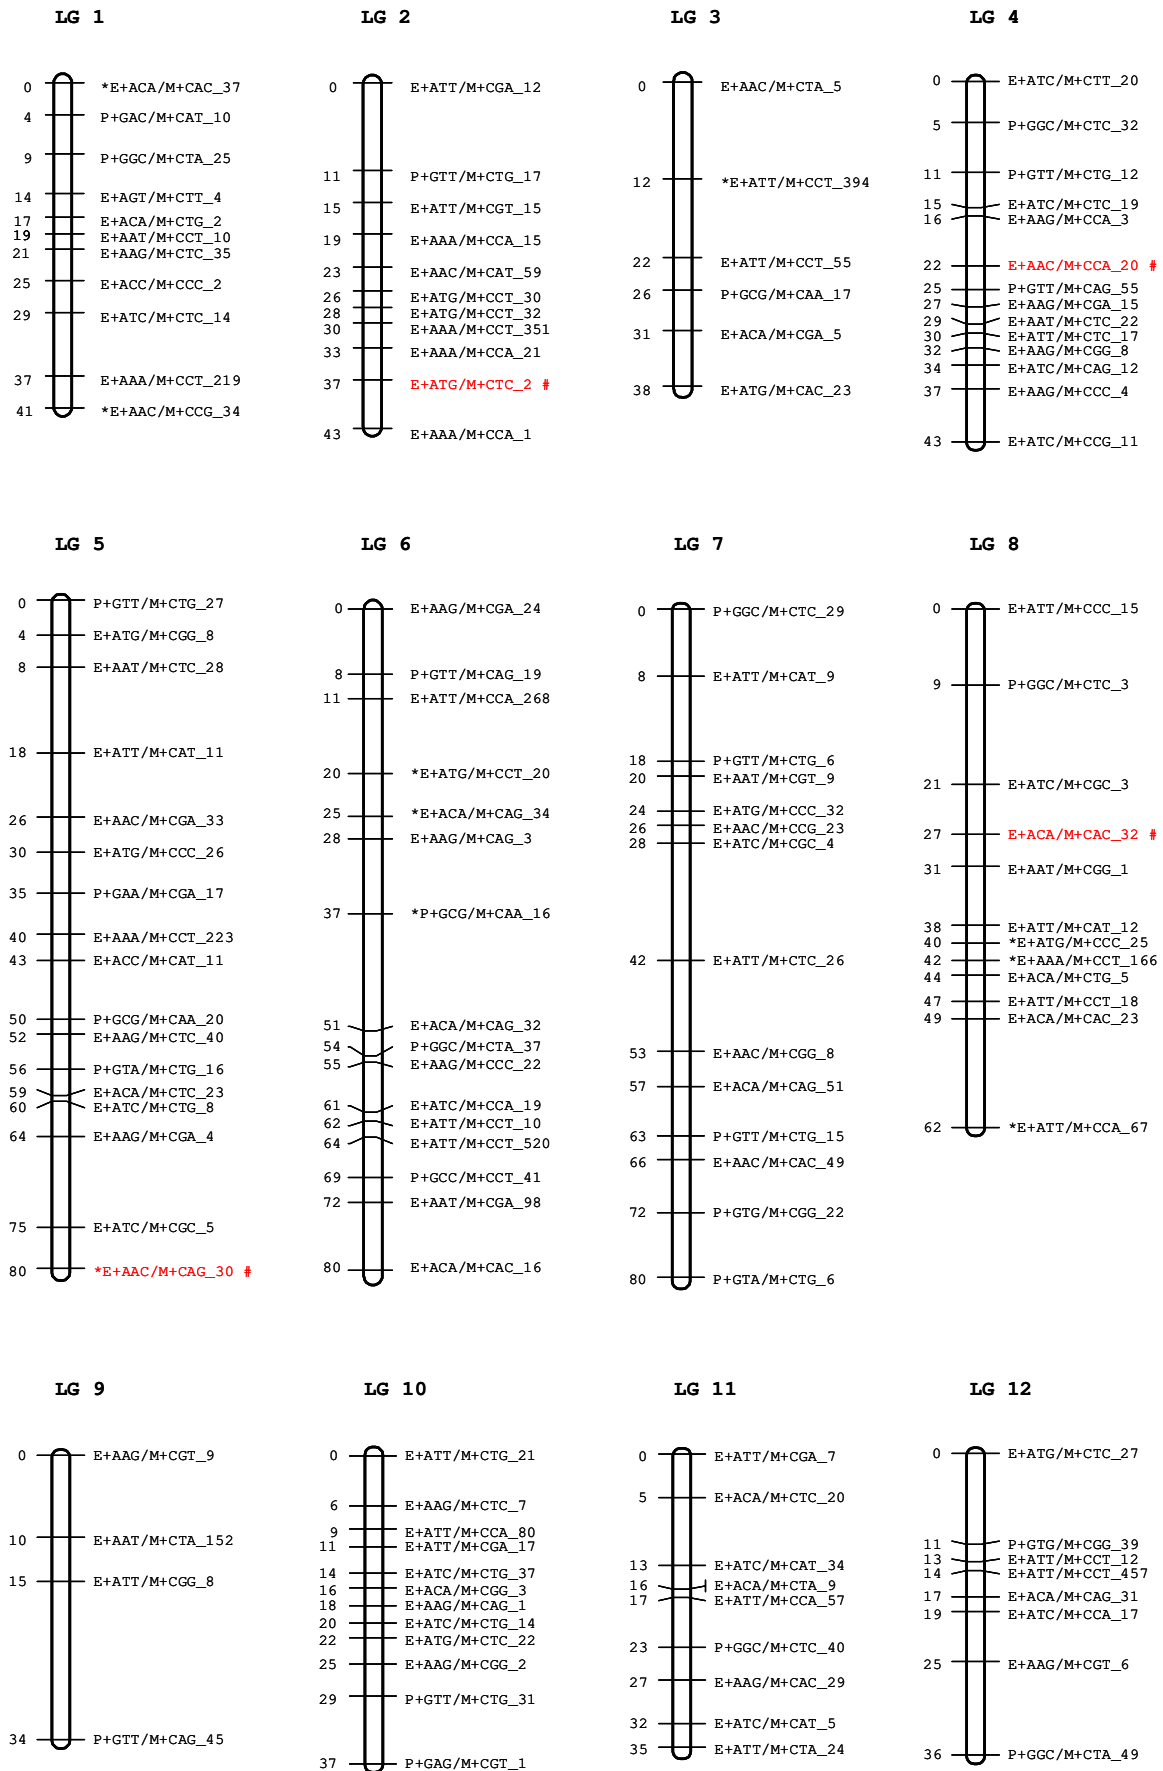 LG 1
0 *E+ACA/M+CAC_37
4 P+GAC/M+CAT_10
9 P+GGC/M+CTA_25
14 E+AGT/M+CTT_4
17 E+ACA/M+CTG_2
19 E+AAT/M+CCT_10
21 E+AAG/M+CTC_35
25 E+ACC/M+CCC_2
29 E+ATC/M+CTC_14
37 E+AAA/M+CCT_219
41 *E+AAC/M+CCG_34
LG 2
0 E+ATT/M+CGA_12
11 P+GTT/M+CTG_17
15 E+ATT/M+CGT_15
19 E+AAA/M+CCA_15
23 E+AAC/M+CAT_59
26 E+ATG/M+CCT_30
28 E+ATG/M+CCT_32
30 E+AAA/M+CCT_351
33 E+AAA/M+CCA_21
37 E+ATG/M+CTC_2 #
43 E+AAA/M+CCA_1
LG 3
0 E+AAC/M+CTA_5
12 *E+ATT/M+CCT_394
22 E+ATT/M+CCT_55
26 P+GCG/M+CAA_17
31 E+ACA/M+CGA_5
38 E+ATG/M+CAC_23
LG 4
0 E+ATC/M+CTT_20
5 P+GGC/M+CTC_32
11 P+GTT/M+CTG_12
15 E+ATC/M+CTC_19
16 E+AAG/M+CCA_3
22 E+AAC/M+CCA_20 #
25 P+GTT/M+CAG_55
27 E+AAG/M+CGA_15
29 E+AAT/M+CTC_22
30 E+ATT/M+CTC_17
32 E+AAG/M+CGG_8
34 E+ATC/M+CAG_12
37 E+AAG/M+CCC_4
43 E+ATC/M+CCG_11
LG 5
0 P+GTT/M+CTG_27
4 E+ATG/M+CGG_8
8 E+AAT/M+CTC_28
18 E+ATT/M+CAT_11
26 E+AAC/M+CGA_33
30 E+ATG/M+CCC_26
35 P+GAA/M+CGA_17
40 E+AAA/M+CCT_223
43 E+ACC/M+CAT_11
50 P+GCG/M+CAA_20
52 E+AAG/M+CTC_40
56 P+GTA/M+CTG_16
59 E+ACA/M+CTC_23
60 E+ATC/M+CTG_8
64 E+AAG/M+CGA_4
75 E+ATC/M+CGC_5
80 *E+AAC/M+CAG_30 #
LG 6
0 E+AAG/M+CGA_24
8 P+GTT/M+CAG_19
11 E+ATT/M+CCA_268
20 *E+ATG/M+CCT_20
25 *E+ACA/M+CAG_34
28 E+AAG/M+CAG_3
37 *P+GCG/M+CAA_16
51 E+ACA/M+CAG_32
54 P+GGC/M+CTA_37
55 E+AAG/M+CCC_22
61 E+ATC/M+CCA_19
62 E+ATT/M+CCT_10
64 E+ATT/M+CCT_520
69 P+GCC/M+CCT_41
72 E+AAT/M+CGA_98
80 E+ACA/M+CAC_16
LG 7
0 P+GGC/M+CTC_29
8 E+ATT/M+CAT_9
18 P+GTT/M+CTG_6
20 E+AAT/M+CGT_9
24 E+ATG/M+CCC_32
26 E+AAC/M+CCG_23
28 E+ATC/M+CGC_4
42 E+ATT/M+CTC_26
53 E+AAC/M+CGG_8
57 E+ACA/M+CAG_51
63 P+GTT/M+CTG_15
66 E+AAC/M+CAC_49
72 P+GTG/M+CGG_22
80 P+GTA/M+CTG_6
LG 8
0 E+ATT/M+CCC_15
9 P+GGC/M+CTC_3
21 E+ATC/M+CGC_3
27 E+ACA/M+CAC_32 #
31 E+AAT/M+CGG_1
38 E+ATT/M+CAT_12
40 *E+ATG/M+CCC_25
42 *E+AAA/M+CCT_166
44 E+ACA/M+CTG_5
47 E+ATT/M+CCT_18
49 E+ACA/M+CAC_23
62 *E+ATT/M+CCA_67
LG 9
0 E+AAG/M+CGT_9
10 E+AAT/M+CTA_152
15 E+ATT/M+CGG_8
34 P+GTT/M+CAG_45
LG 10
0 E+ATT/M+CTG_21
6 E+AAG/M+CTC_7
9 E+ATT/M+CCA_80
11 E+ATT/M+CGA_17
14 E+ATC/M+CTG_37
16 E+ACA/M+CGG_3
18 E+AAG/M+CAG_1
20 E+ATC/M+CTG_14
22 E+ATG/M+CTC_22
25 E+AAG/M+CGG_2
29 P+GTT/M+CTG_31
37 P+GAG/M+CGT_1
LG 11
0 E+ATT/M+CGA_7
5 E+ACA/M+CTC_20
13 E+ATC/M+CAT_34
16 E+ACA/M+CTA_9
17 E+ATT/M+CCA_57
23 P+GGC/M+CTC_40
27 E+AAG/M+CAC_29
32 E+ATC/M+CAT_5
35 E+ATT/M+CTA_24
LG 12
0 E+ATG/M+CTC_27
11 P+GTG/M+CGG_39
13 E+ATT/M+CCT_12
14 E+ATT/M+CCT_457
17 E+ACA/M+CAG_31
19 E+ATC/M+CCA_17
25 E+AAG/M+CGT_6
36 P+GGC/M+CTA_49